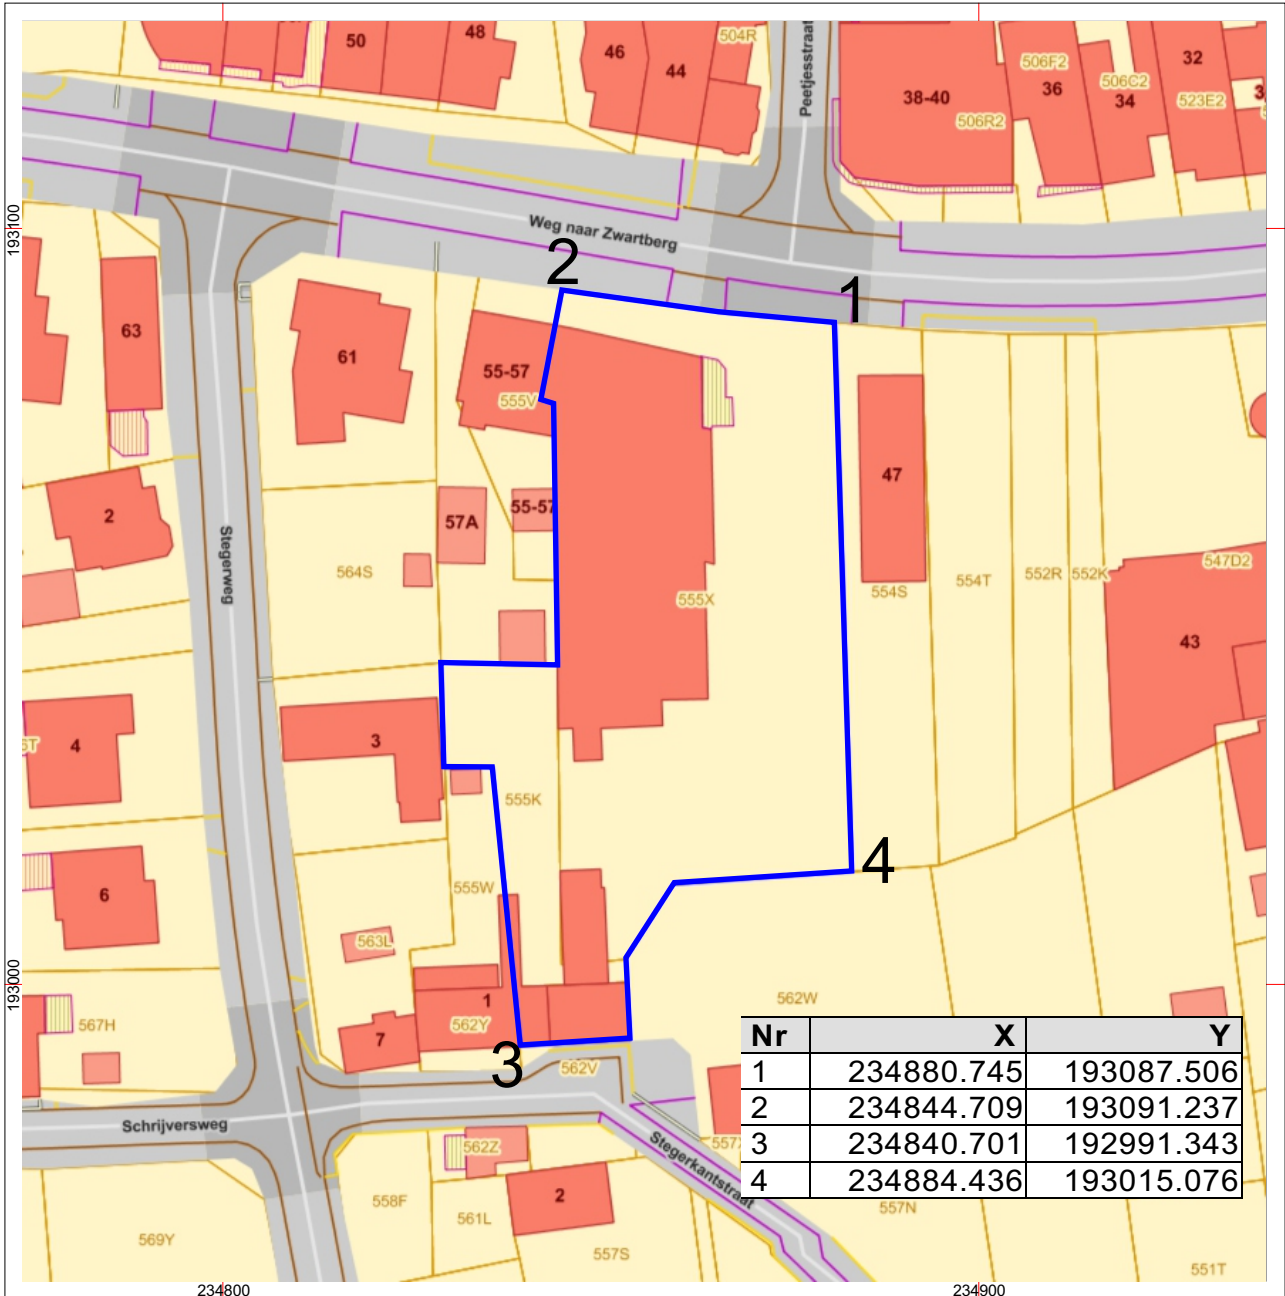 50
48
46
44
504R
Peetjesstraat
38-40
506R2
506F2
36
506C2
34
32
523E2
193100
Weg naar Zwartberg
2
1
63
61
55-57
555V
47
2
Stegerweg
57A
55-57
564S
555X
554S
554T
552R
552K
547D2
43
4
3
555K
4
6
555W
563L
193000
567H
7
1
562Y
562W
3
562V
Schrijversweg
562Z
Stegerkantstraat
558F
561L
2
557S
569Y
557N
551T
Nr X Y
1 234880.745 193087.506
2 234844.709 193091.237
3 234840.701 192991.343
4 234884.436 193015.076
234800
234900